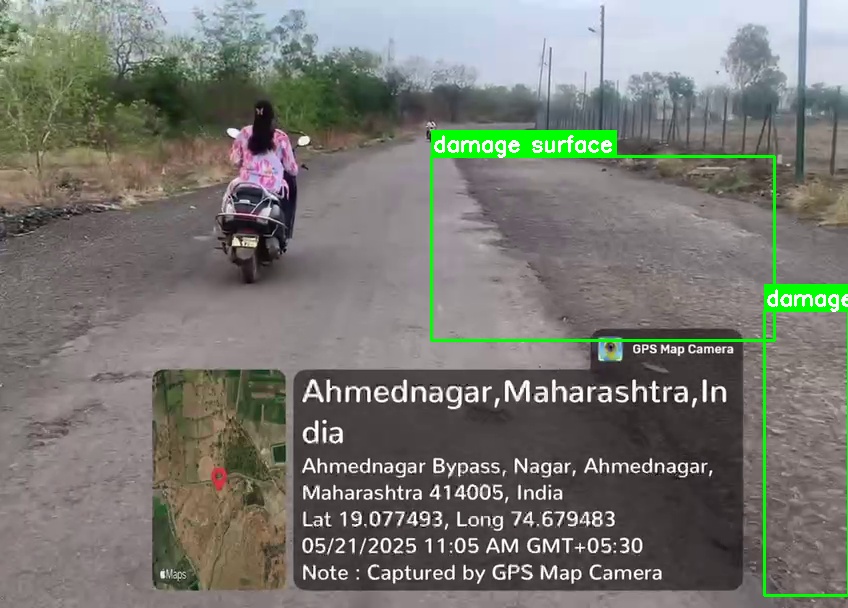 damage surface
damage
GPS Map Camera
Ahmednagar,Maharashtra,In
dia
Ahmednagar Bypass, Nagar, Ahmednagar,
Maharashtra 414005, India
Lat 19.077493, Long 74.679483
05/21/2025 11:05 AM GMT+05:30
Note : Captured by GPS Map Camera
Maps